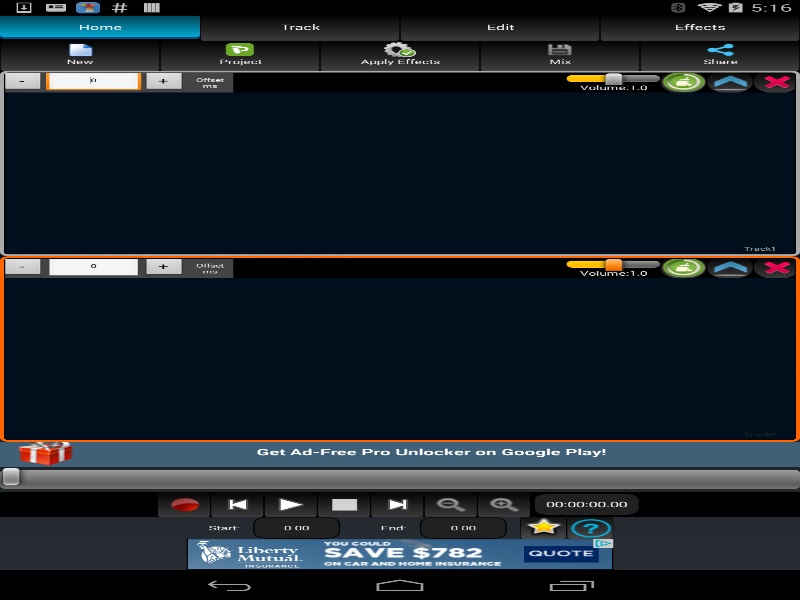 5:16
Home Track Edit Effects
New Project Apply Effects Mix Share
- 0 + Offset ms Volume:1.0
Track1
- 0 + Offset ms Volume:1.0
Track2
Get Ad-Free Pro Unlocker on Google Play!
00:00:00.00
Start: 0.00 End: 0.00 ?
Liberty Mutual. INSURANCE
YOU COULD
SAVE $782
ON CAR AND HOME INSURANCE
QUOTE